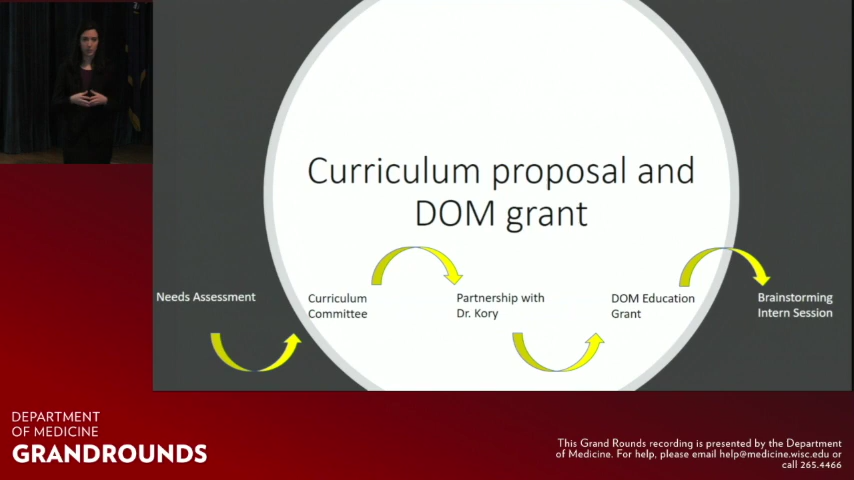 Curriculum proposal and
DOM grant
Needs Assessment
Curriculum
Committee
Partnership with
Dr. Kory
DOM Education
Grant
Brainstorming
Intern Session
DEPARTMENT
OF MEDICINE
GRANDROUNDS
This Grand Rounds recording is presented by the Department
of Medicine. For help, please email help@medicine.wisc.edu or
call 265.4466